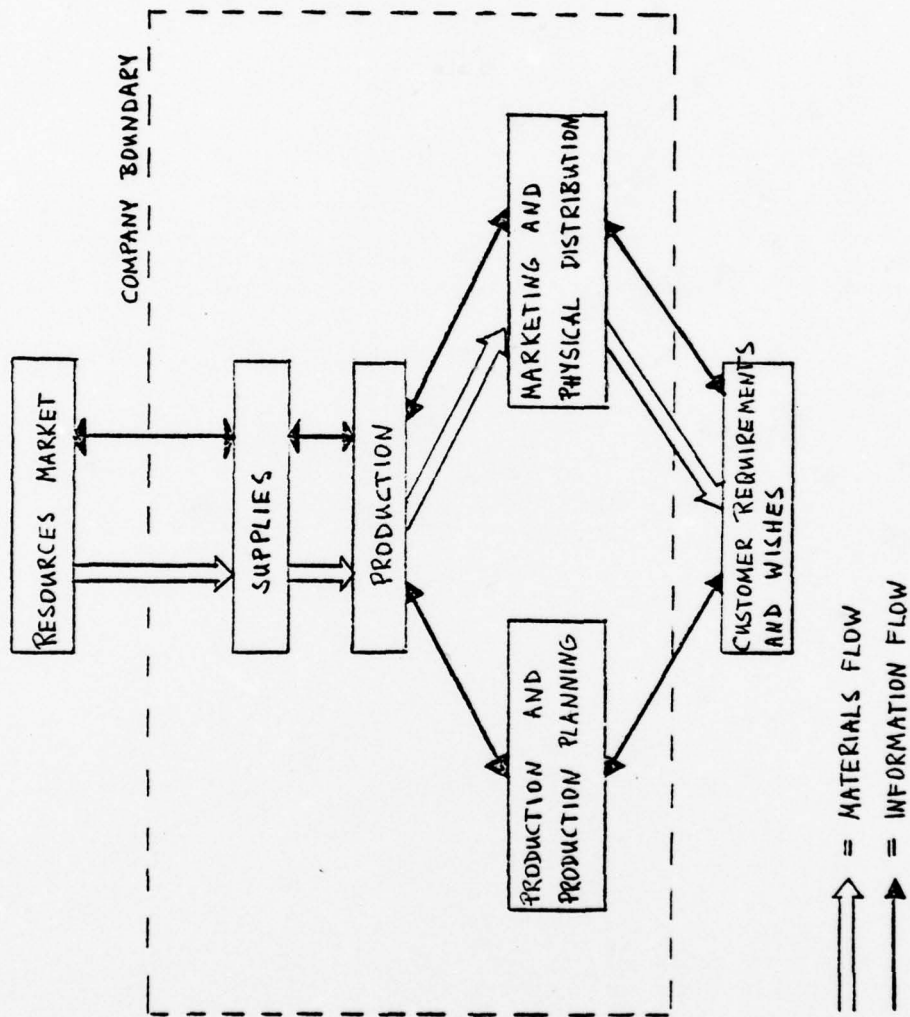 COMPANY BOUNDARY
RESOURCES MARKET
SUPPLIES
PRODUCTION
MARKETING AND
PHYSICAL DISTRIBUTION
PRODUCTION AND
PRODUCTION PLANNING
CUSTOMER REQUIREMENTS
AND WISHES
= MATERIALS FLOW
= INFORMATION FLOW